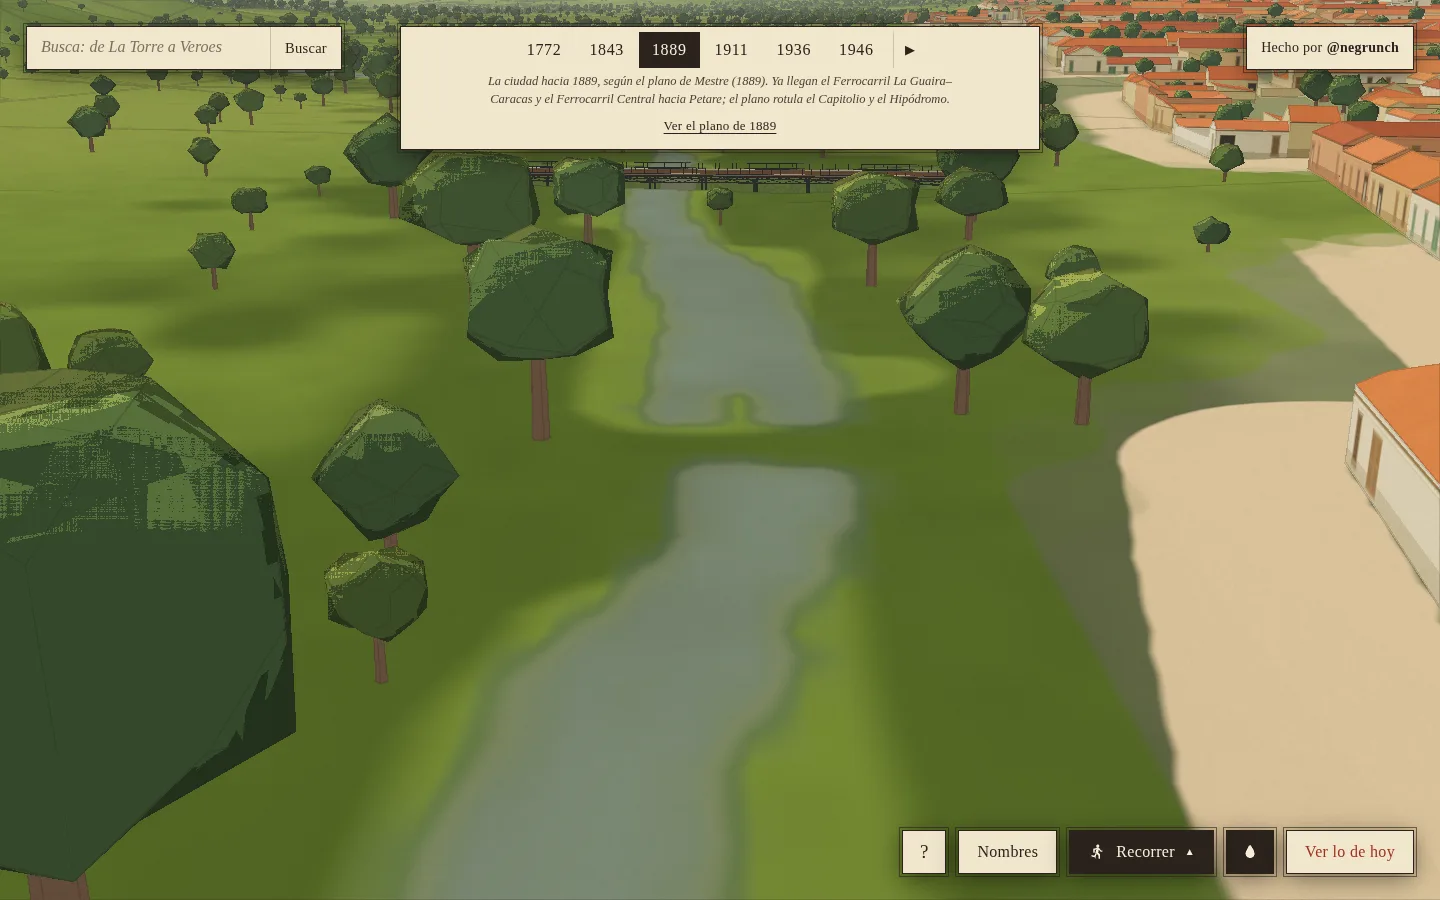 Busca: de La Torre a Veroes
Buscar
1772 1843 1889 1911 1936 1946 ▶
La ciudad hacia 1889, según el plano de Mestre (1889). Ya llegan el Ferrocarril La Guaira–
Caracas y el Ferrocarril Central hacia Petare; el plano rotula el Capitolio y el Hipódromo.
Ver el plano de 1889
Hecho por @negrunch
?
Nombres
Recorrer ▲
Ver lo de hoy